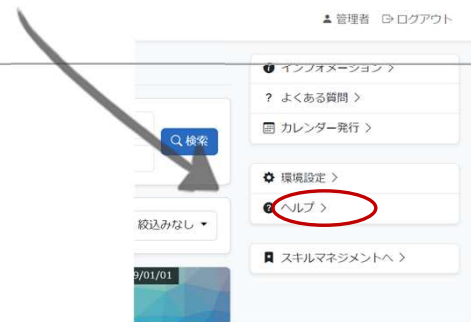 管理者 ログアウト
インフォメーション >
? よくある質問 >
カレンダー発行 >
検索
環境設定 >
ヘルプ >
絞込みなし
スキルマネジメントへ >
9/01/01